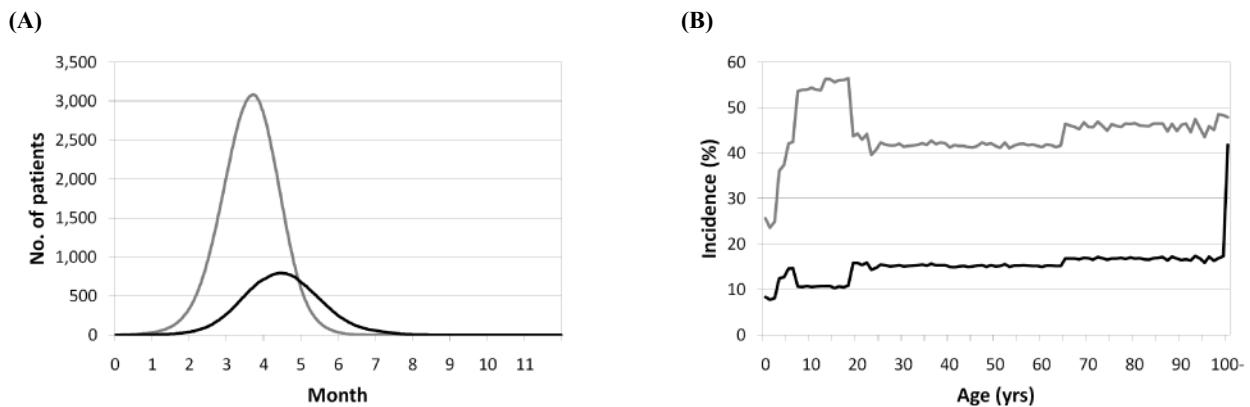 (A)
3,500
3,000
2,500
2,000
1,500
1,000
500
0
No. of patients
0 1 2 3 4 5 6 7 8 9 10 11
Month
(B)
60
50
40
30
20
10
0
Incidence (%)
0 10 20 30 40 50 60 70 80 90 100-
Age (yrs)